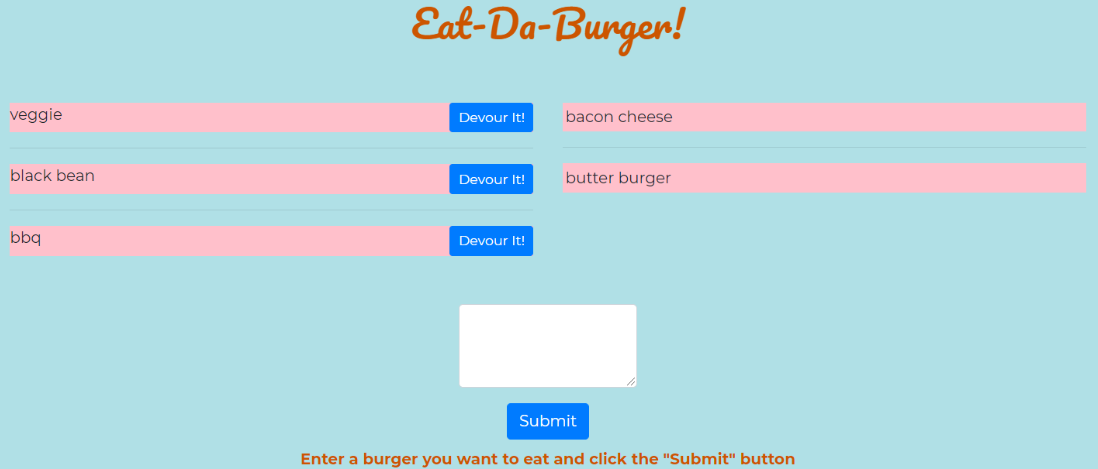 Eat-Da-Burger!
veggie
Devour It!
black bean
Devour It!
bbq
Devour It!
bacon cheese
butter burger
Submit
Enter a burger you want to eat and click the "Submit" button